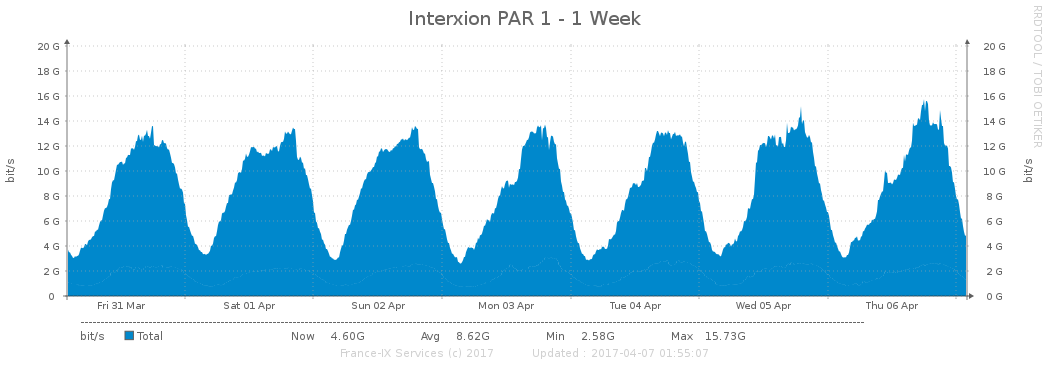 Interxion PAR 1 - 1 Week
RRDTOOL / TOBI OETIKER
20 G 20 G
18 G 18 G
16 G 16 G
14 G 14 G
12 G 12 G
10 G 10 G
8 G 8 G
6 G 6 G
4 G 4 G
2 G 2 G
0 0 G
bit/s bit/s
Fri 31 Mar Sat 01 Apr Sun 02 Apr Mon 03 Apr Tue 04 Apr Wed 05 Apr Thu 06 Apr
bit/s Total Now 4.60G Avg 8.62G Min 2.58G Max 15.73G
France-IX Services (c) 2017 Updated : 2017-04-07 01:55:07